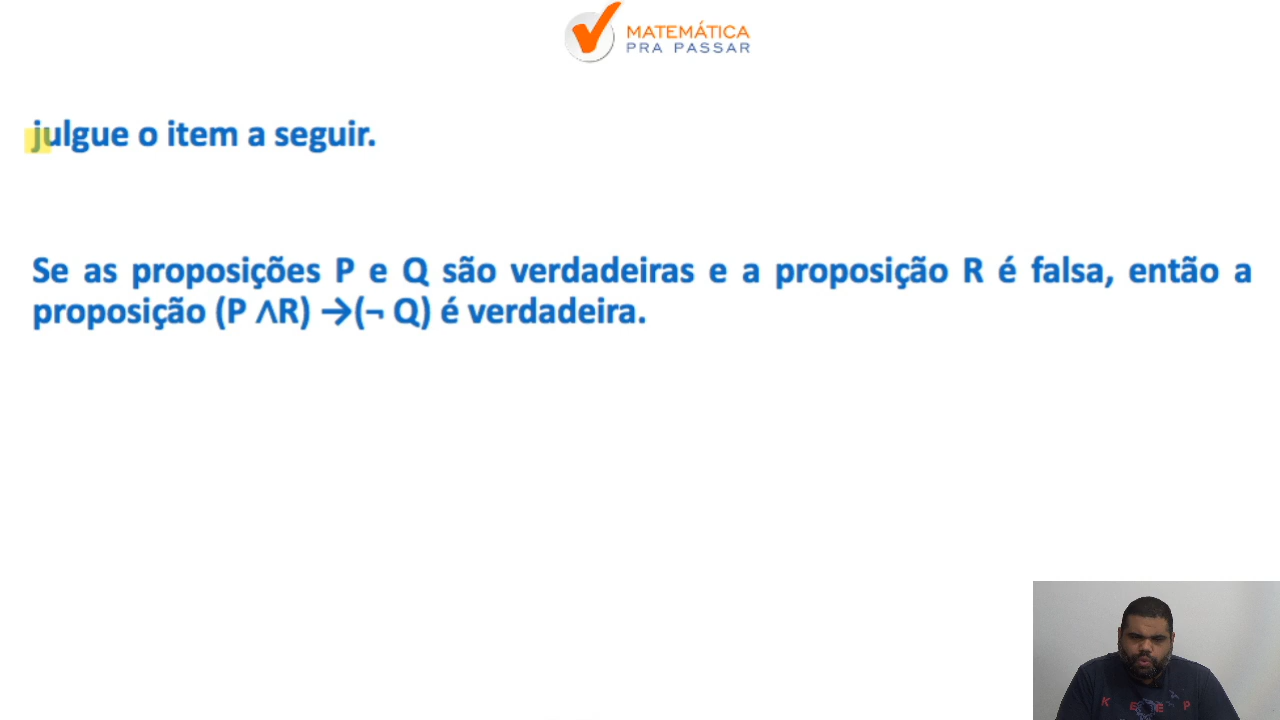 MATEMÁTICA
PRA PASSAR
julgue o item a seguir.
Se as proposições P e Q são verdadeiras e a proposição R é falsa, então a
proposição (P ∧R) →(¬ Q) é verdadeira.
K E E P